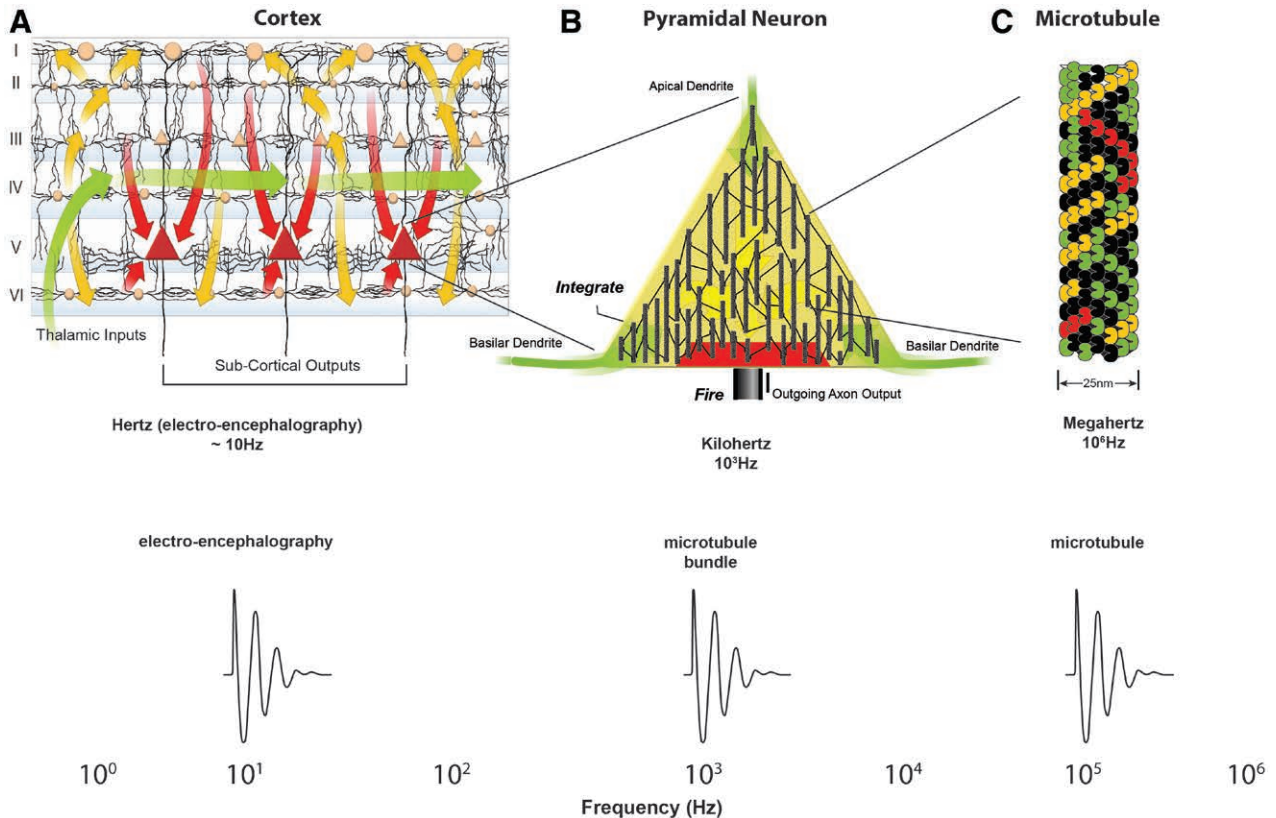 A
Cortex
I
II
III
IV
V
VI
Thalamic Inputs
Sub-Cortical Outputs
Hertz (electro-encephalography)
~ 10Hz
B
Pyramidal Neuron
Apical Dendrite
Integrate
Basilar Dendrite
Basilar Dendrite
Fire
Outgoing Axon Output
Kilohertz
10³Hz
C
Microtubule
25nm
Megahertz
10⁶Hz
electro-encephalography
microtubule
bundle
microtubule
10⁰ 10¹ 10² 10³ 10⁴ 10⁵ 10⁶
Frequency (Hz)